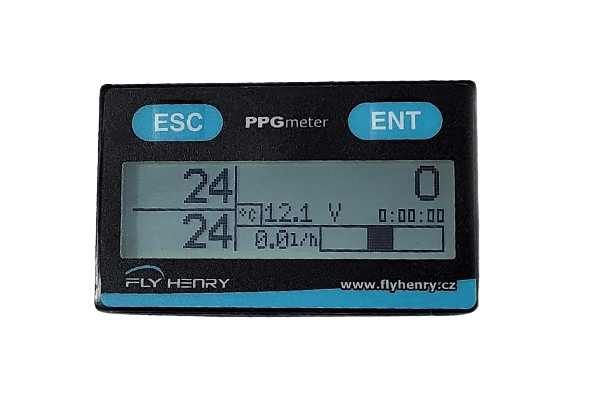 ESC PPGmeter ENT
24 0
°C 12.1 V 0:00:00
24 0.0l/h
FLY HENRY www.flyhenry.cz